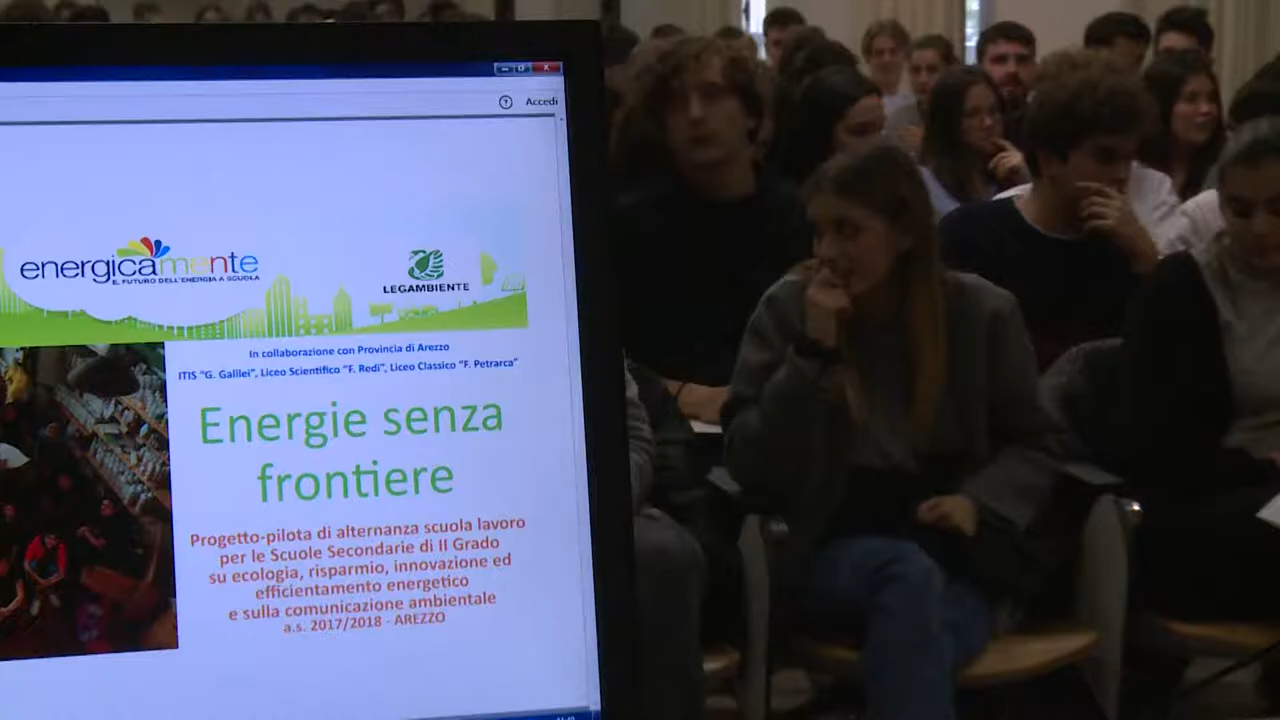 Accedi
energicamente
IL FUTURO DELL'ENERGIA A SCUOLA
LEGAMBIENTE
In collaborazione con Provincia di Arezzo
ITIS "G. Galilei", Liceo Scientifico "F. Redi", Liceo Classico "F. Petrarca"
Energie senza
frontiere
Progetto-pilota di alternanza scuola lavoro
per le Scuole Secondarie di II Grado
su ecologia, risparmio, innovazione ed
efficientamento energetico
e sulla comunicazione ambientale
a.s. 2017/2018 - AREZZO